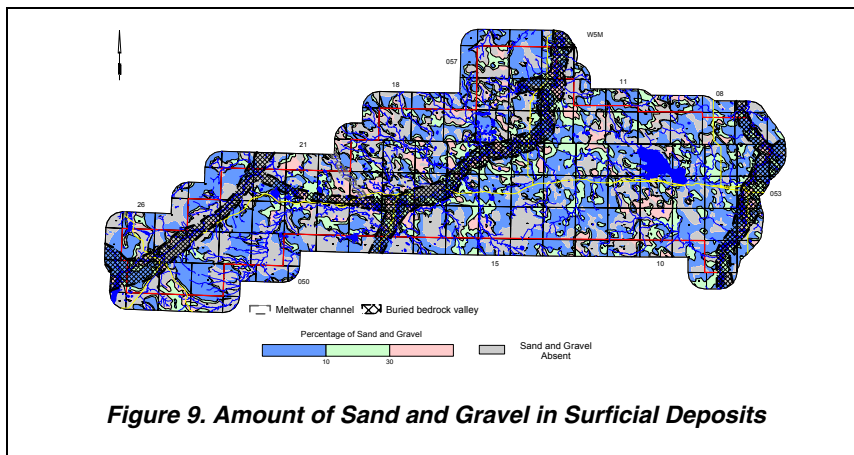 W5M
057
11
18
08
21
053
26
15
10
050
Meltwater channel
Buried bedrock valley
Percentage of Sand and Gravel
10
30
Sand and Gravel
Absent
Figure 9. Amount of Sand and Gravel in Surficial Deposits